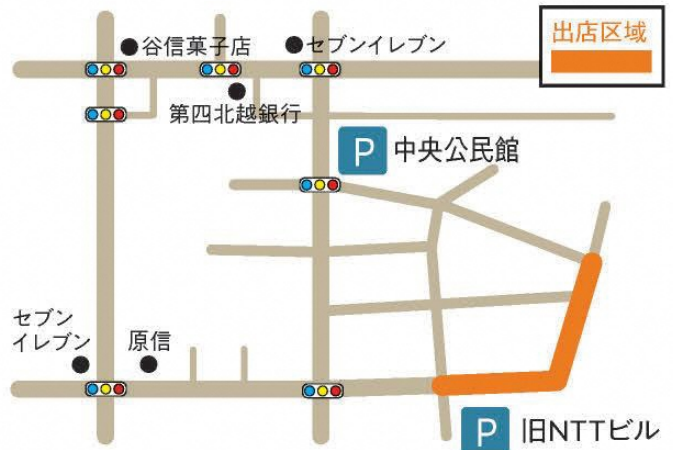 出店区域
谷信菓子店
セブンイレブン
第四北越銀行
P 中央公民館
セブン
イレブン
原信
P 旧NTTビル